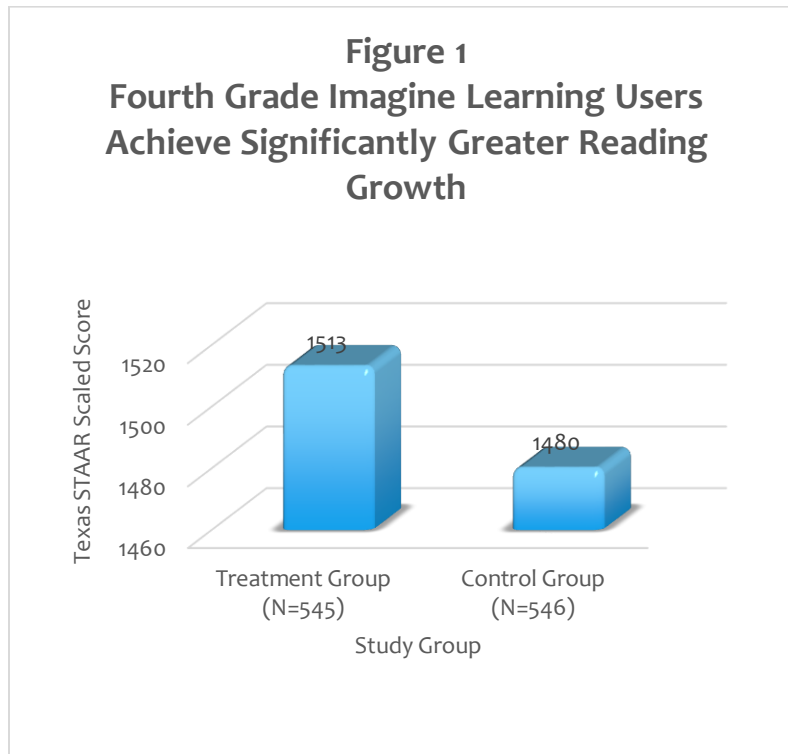 Figure 1
Fourth Grade Imagine Learning Users
Achieve Significantly Greater Reading
Growth
Texas STAAR Scaled Score
1520
1500
1480
1460
1513
1480
Treatment Group
(N=545)
Control Group
(N=546)
Study Group